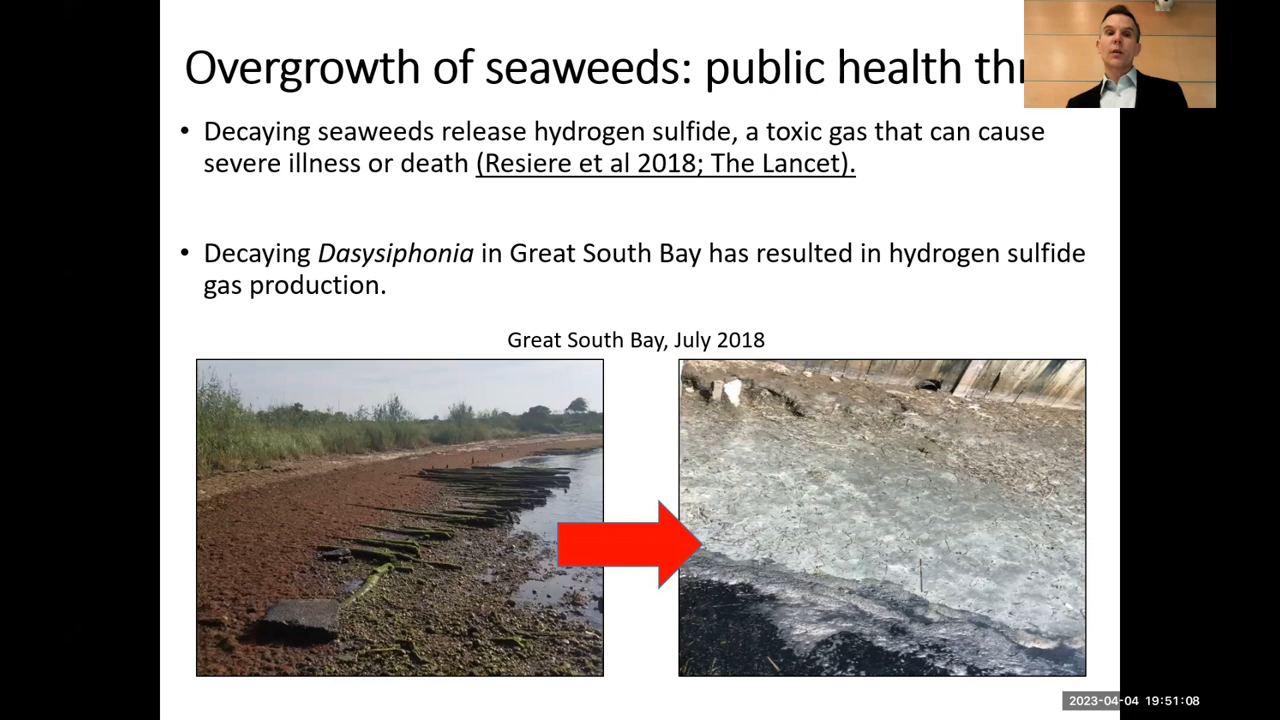 Overgrowth of seaweeds: public health
• Decaying seaweeds release hydrogen sulfide, a toxic gas that can cause
severe illness or death (Resiere et al 2018; The Lancet).
• Decaying Dasysiphonia in Great South Bay has resulted in hydrogen sulfide
gas production.
Great South Bay, July 2018
2023-04-04 19:51:08